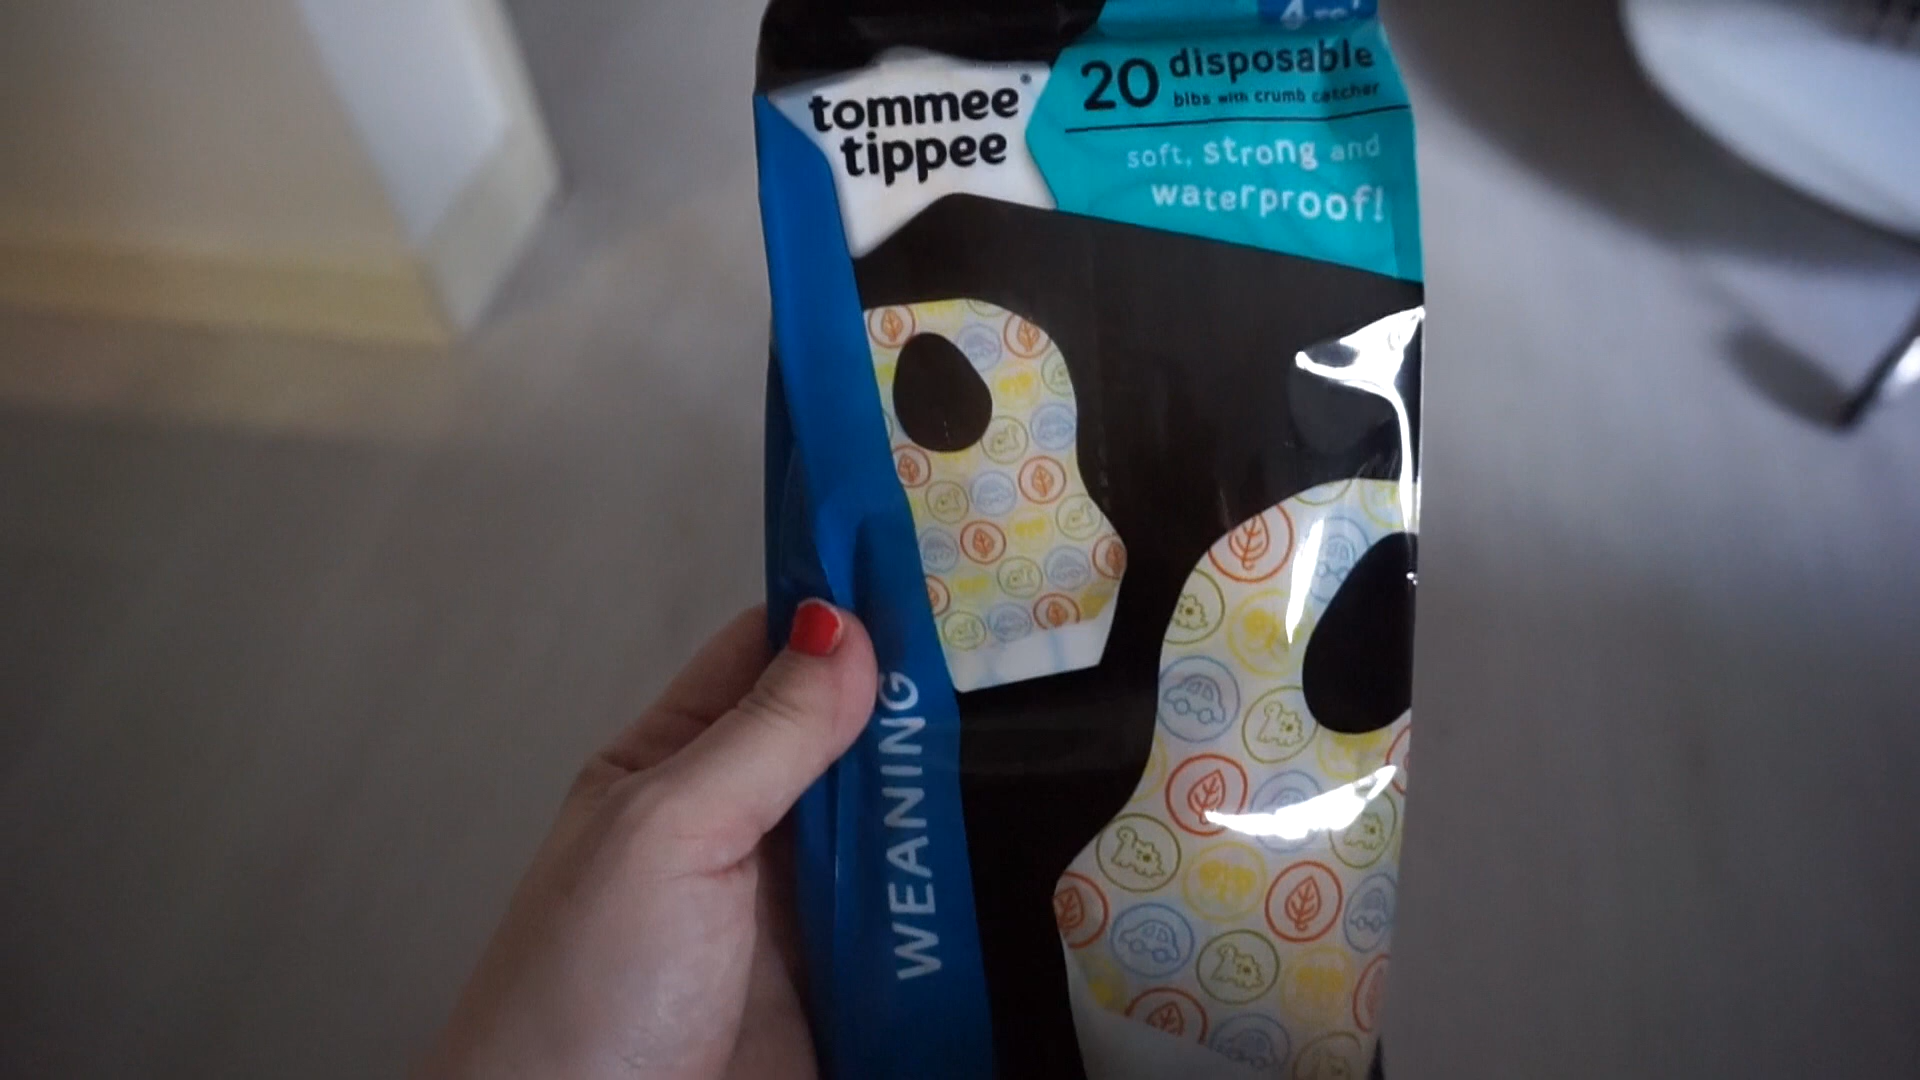 tommee
tippee
20 disposable
bibs with crumb catcher
soft, strong and
waterproof!
WEANING